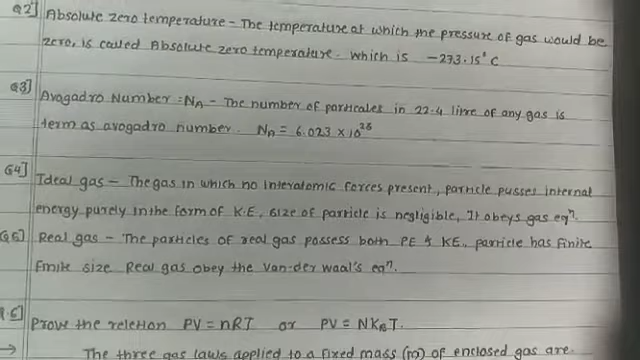 Q2] Absolute zero temperature - The temperature at which the pressure of gas would be
zero, is called Absolute zero temperature. which is -273.15°C
Q3] Avogadro Number :NA - The number of particales in 22.4 litre of any gas is
term as avogadro number. NA = 6.023 × 10²⁶
Q4] Ideal gas - The gas in which no interatomic forces present, particle pusses internal
energy purely in the form of K.E, size of particle is negligible, It obeys gas eqⁿ.
Q5] Real gas - The particles of real gas possess both PE & KE, particle has finite
finite size Real gas obey the Van-der waal's eqⁿ.
Q.6] Prove the reletion PV = nRT or PV = NKBT.
→ The three gas laws applied to a fixed mass (m) of enclosed gas are.